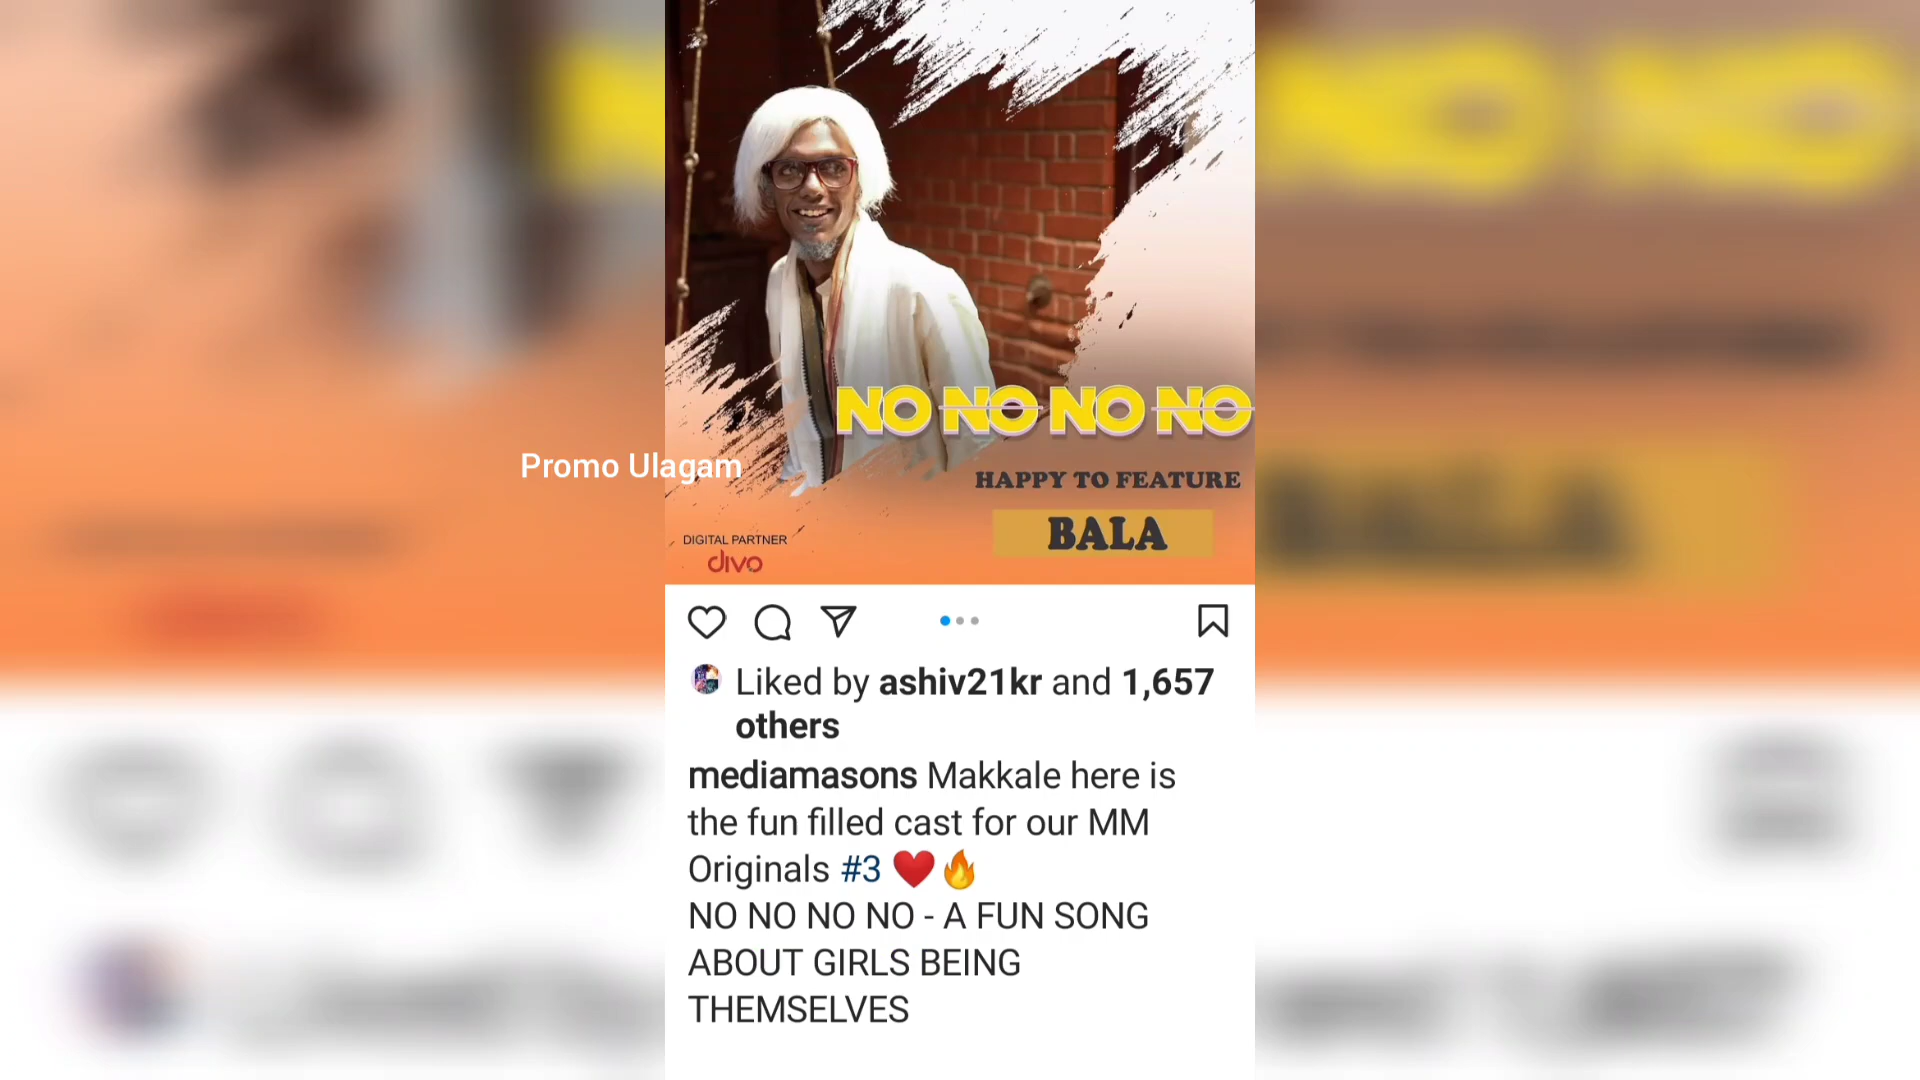 NO NO NO NO
Promo Ulagam
HAPPY TO FEATURE
BALA
DIGITAL PARTNER
divo
Liked by ashiv21kr and 1,657
others
mediamasons Makkale here is
the fun filled cast for our MM
Originals #3 ❤️🔥
NO NO NO NO - A FUN SONG
ABOUT GIRLS BEING
THEMSELVES